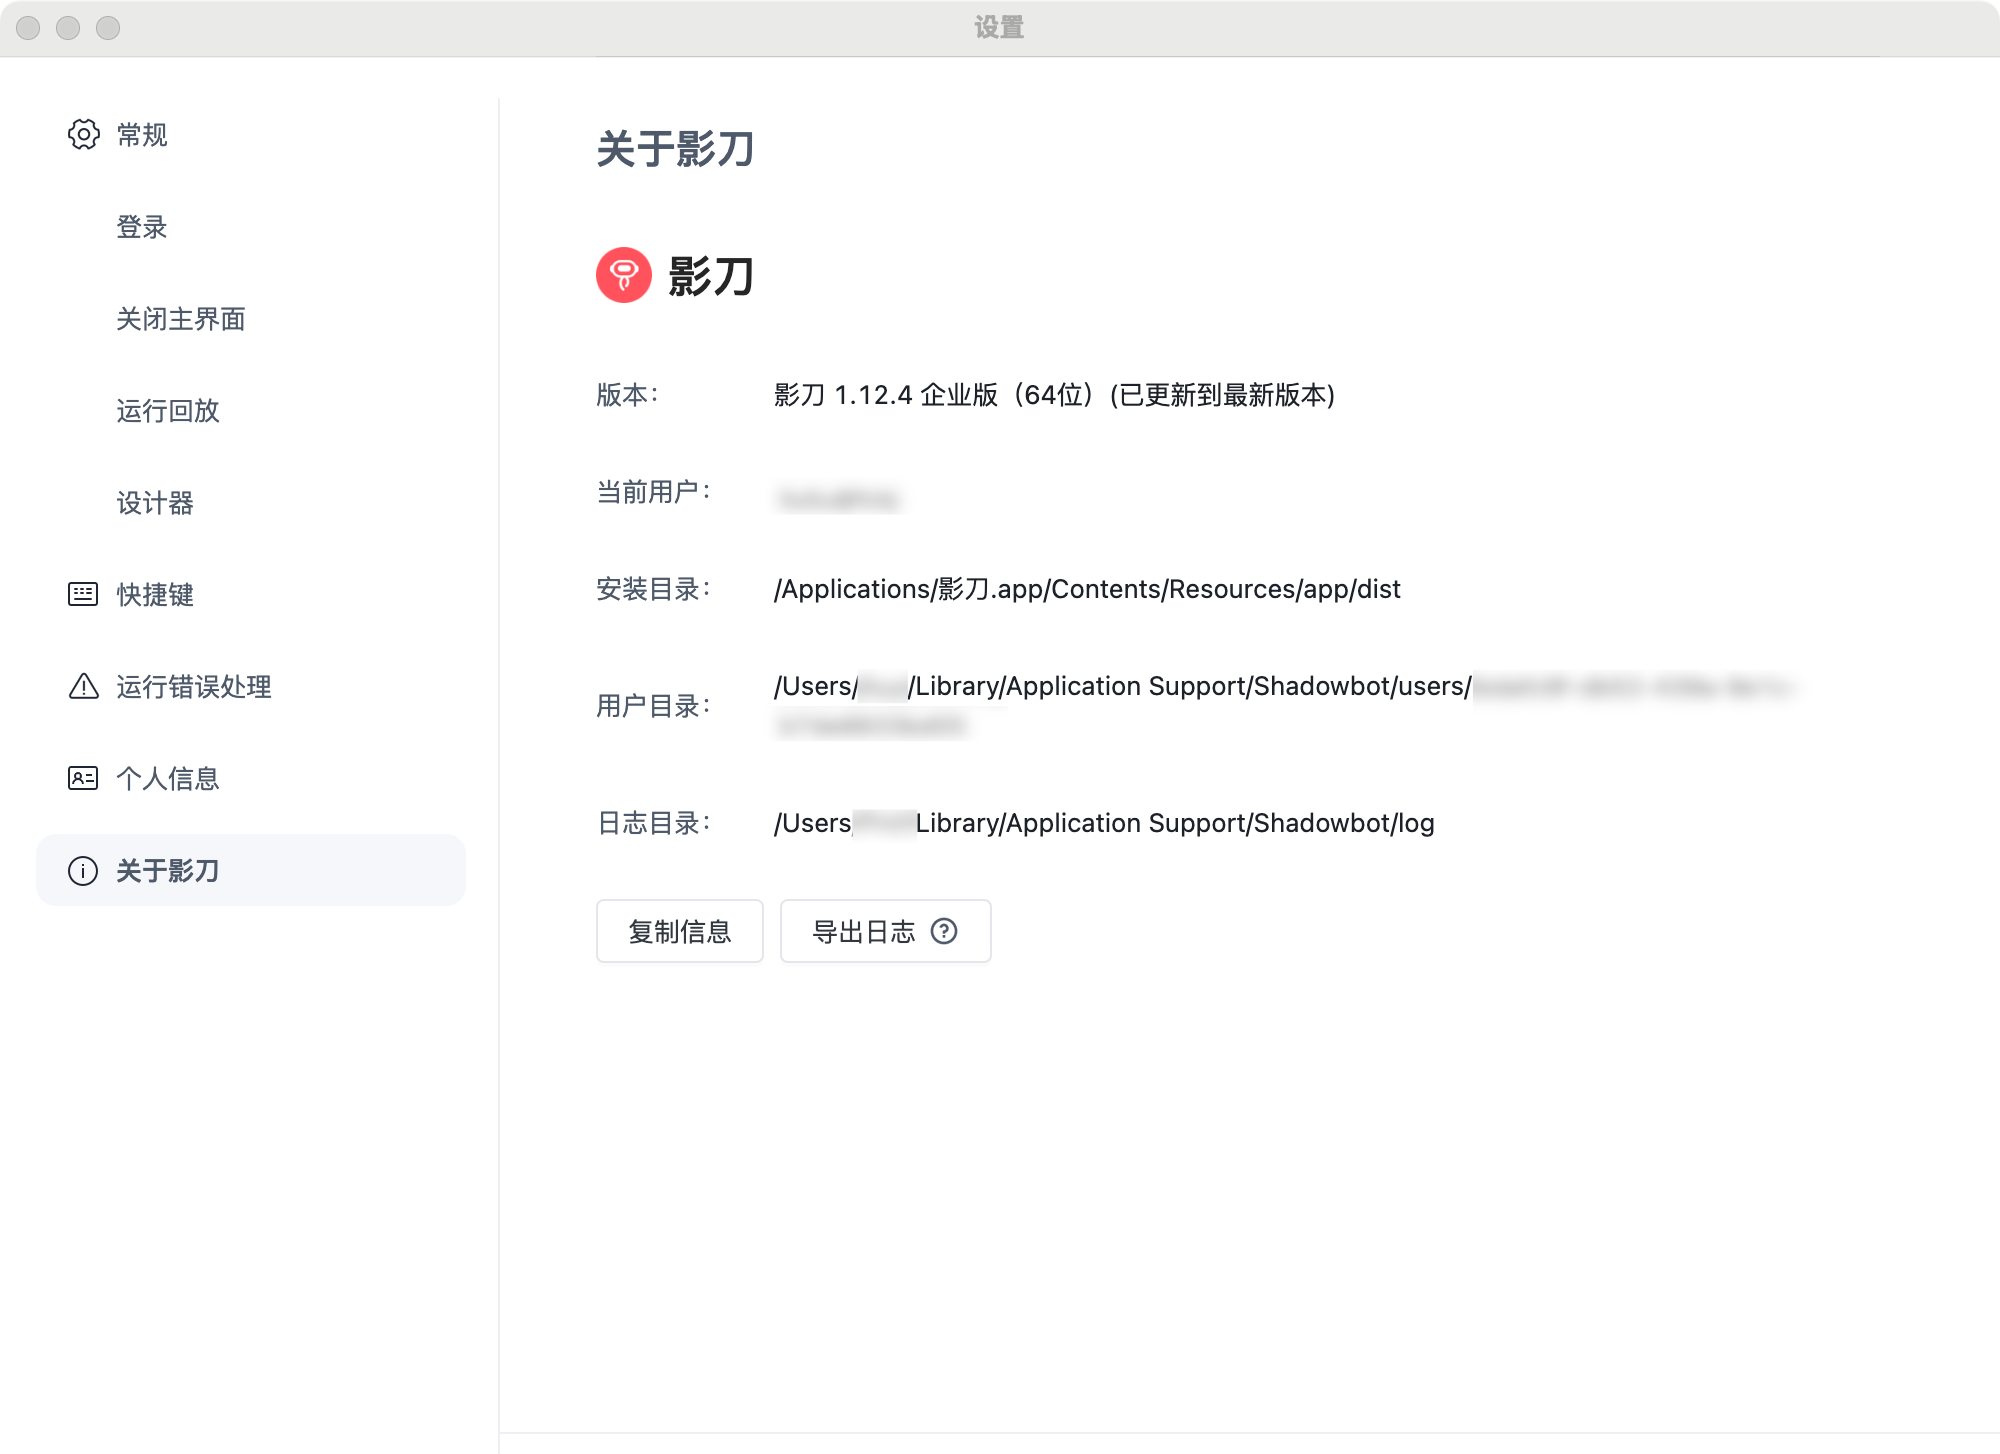 设置
常规
登录
关闭主界面
运行回放
设计器
快捷键
运行错误处理
个人信息
关于影刀
关于影刀
影刀
版本：
影刀 1.12.4 企业版（64位）(已更新到最新版本)
当前用户：
安装目录：
/Applications/影刀.app/Contents/Resources/app/dist
用户目录：
/Users/ /Library/Application Support/Shadowbot/users/
日志目录：
/Users Library/Application Support/Shadowbot/log
复制信息
导出日志